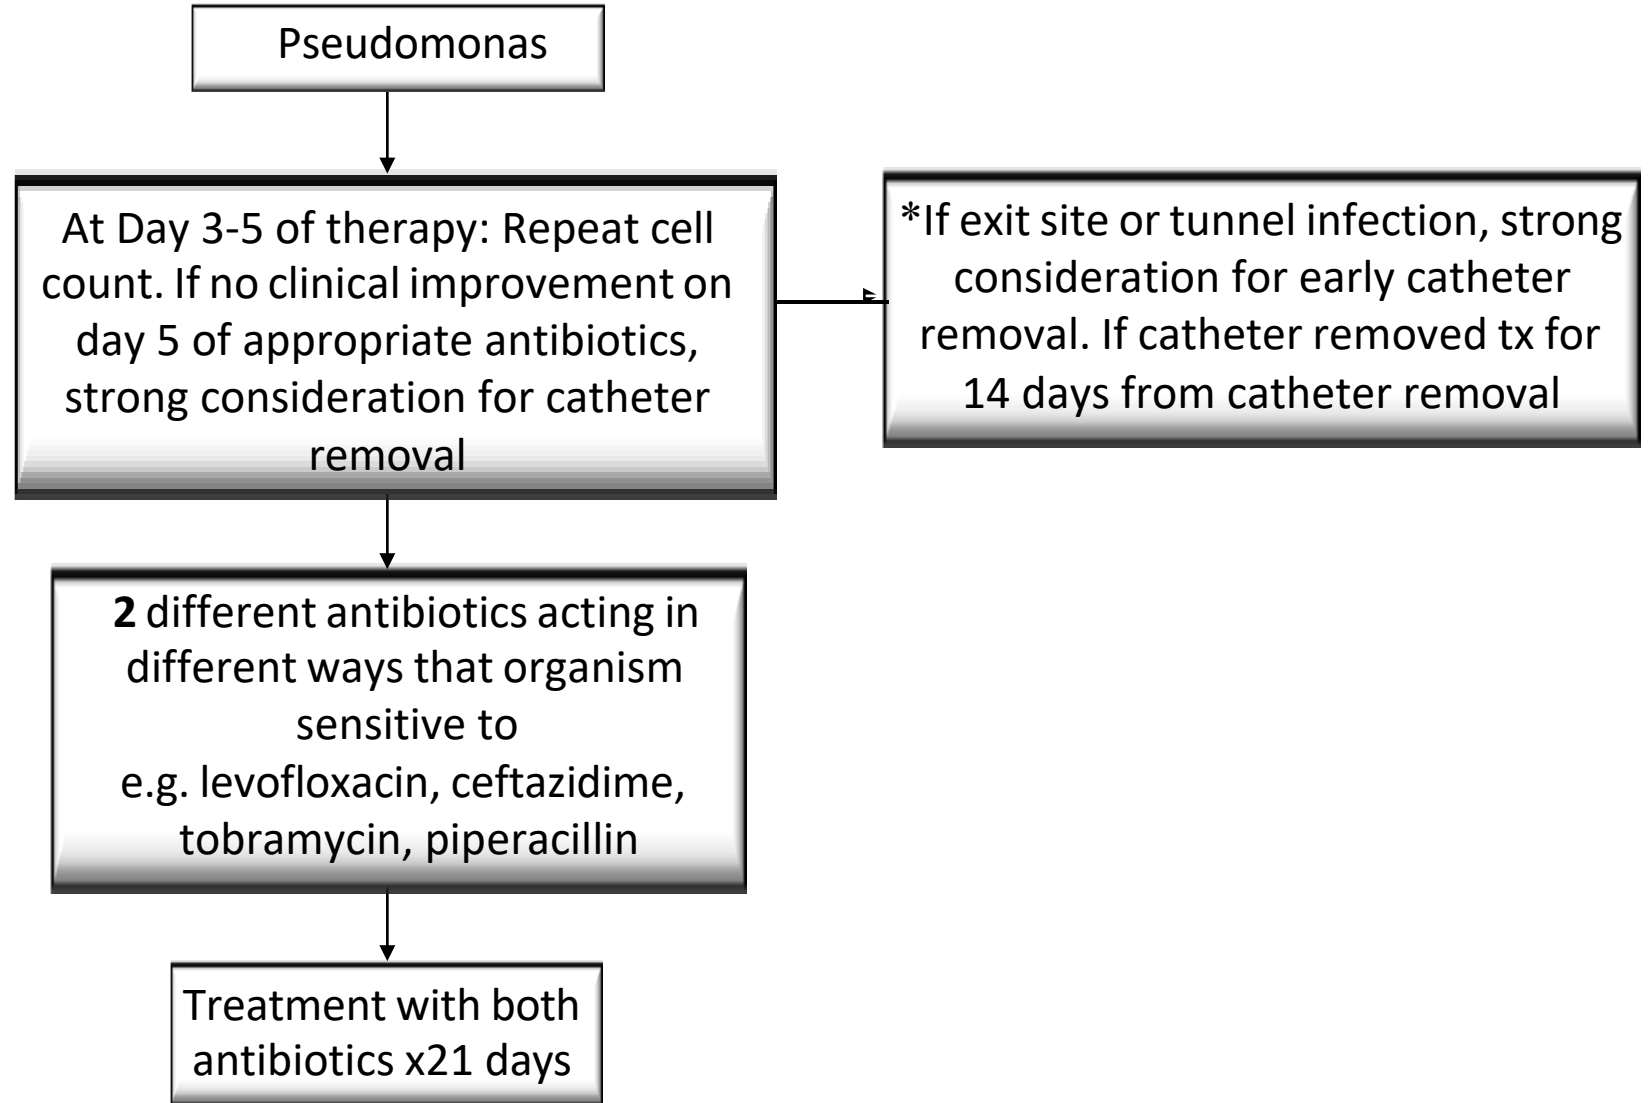 Pseudomonas
At Day 3-5 of therapy: Repeat cell
count. If no clinical improvement on
day 5 of appropriate antibiotics,
strong consideration for catheter
removal
*If exit site or tunnel infection, strong
consideration for early catheter
removal. If catheter removed tx for
14 days from catheter removal
2 different antibiotics acting in
different ways that organism
sensitive to
e.g. levofloxacin, ceftazidime,
tobramycin, piperacillin
Treatment with both
antibiotics x21 days